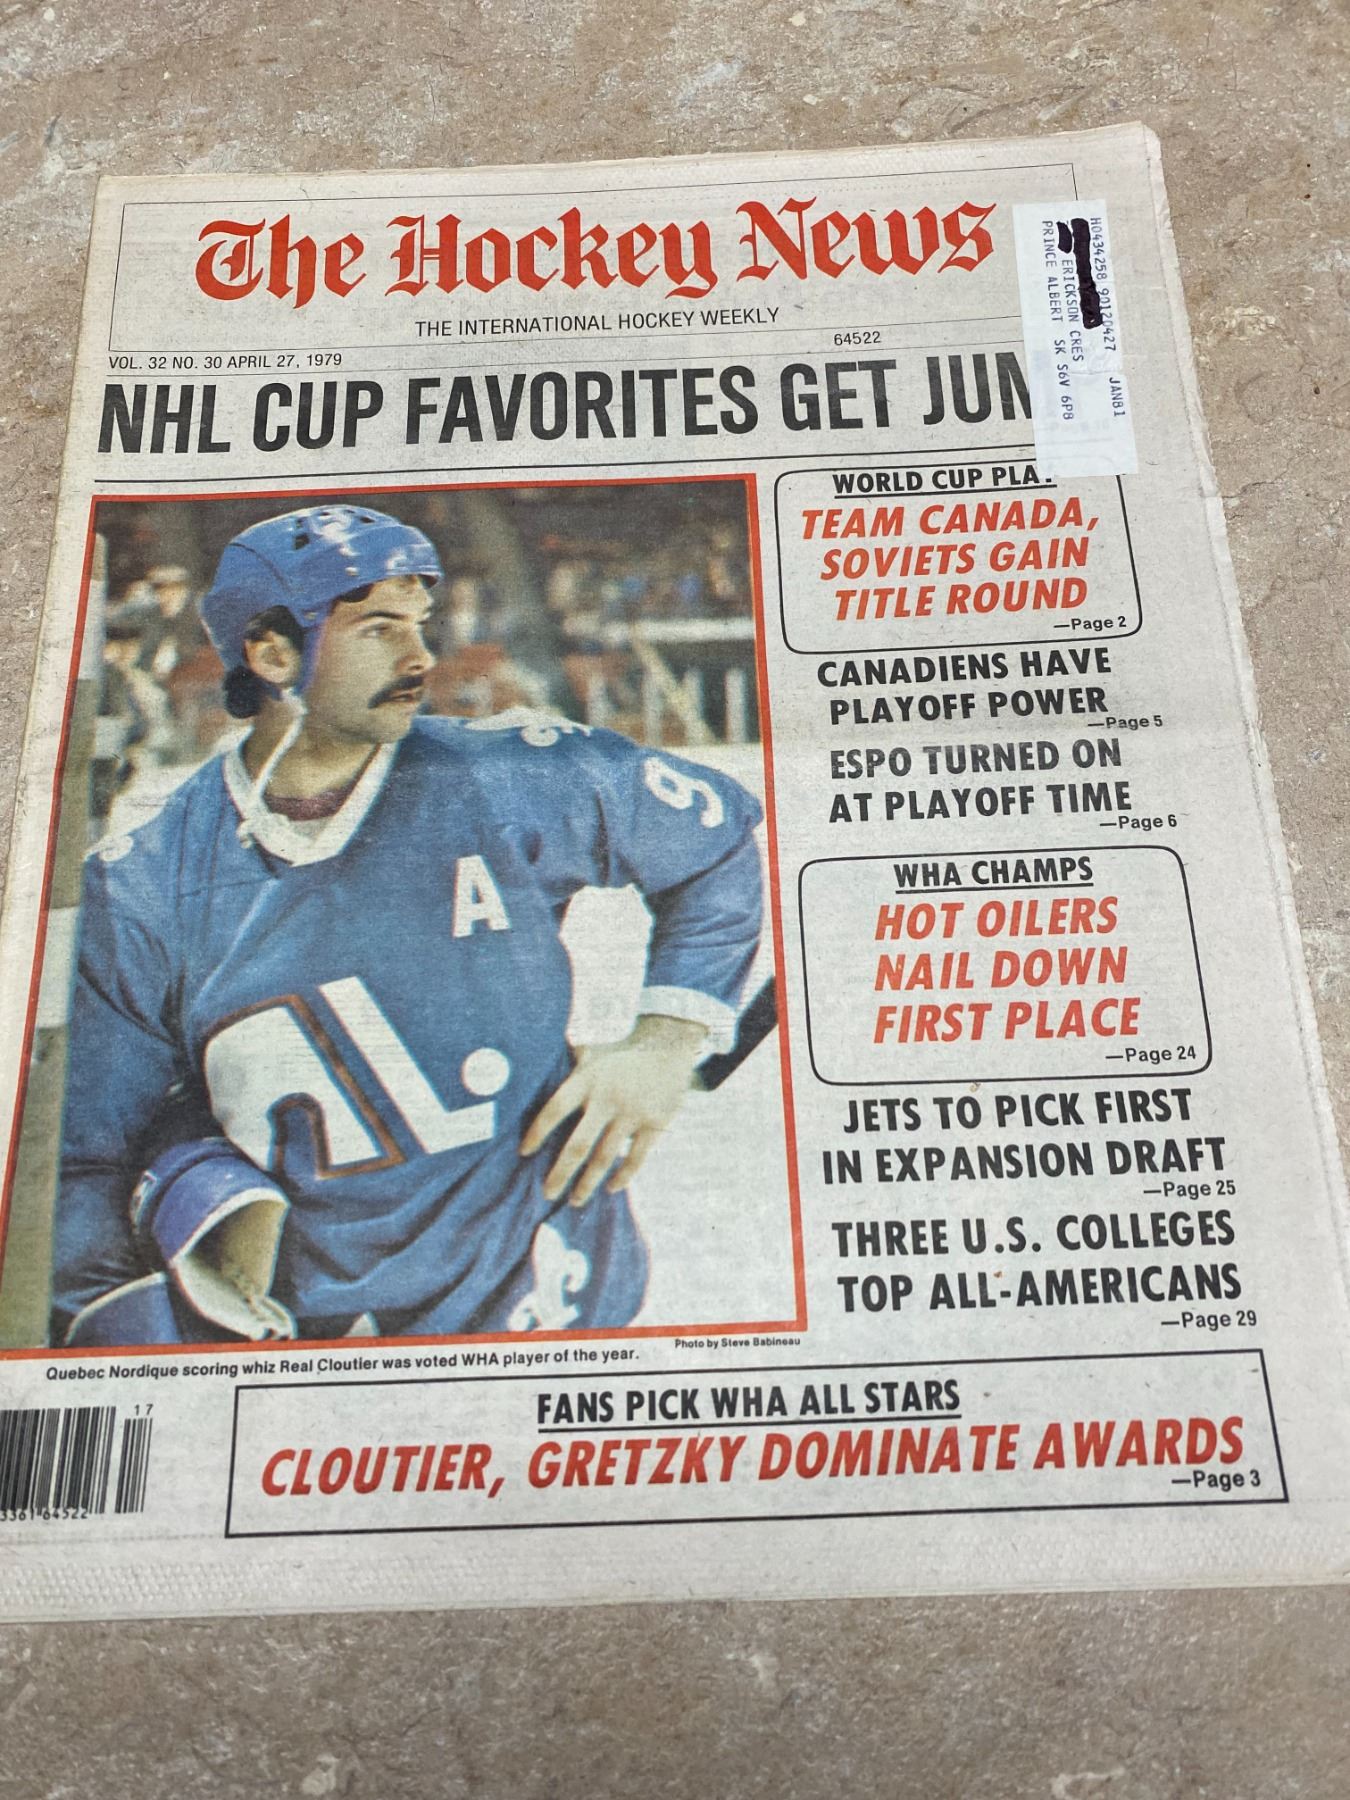 The Hockey News
THE INTERNATIONAL HOCKEY WEEKLY
64522
VOL. 32 NO. 30 APRIL 27, 1979
H0434258 90120427 JAN81
ERICKSON CRES
PRINCE ALBERT SK S6V 6P8
NHL CUP FAVORITES GET
WORLD CUP
TEAM CANADA,
SOVIETS GAIN
TITLE ROUND
—Page 2
CANADIENS HAVE
PLAYOFF POWER
—Page 5
ESPO TURNED ON
AT PLAYOFF TIME
—Page 6
WHA CHAMPS
HOT OILERS
NAIL DOWN
FIRST PLACE
—Page 24
JETS TO PICK FIRST
IN EXPANSION DRAFT
—Page 25
THREE U.S. COLLEGES
TOP ALL-AMERICANS
—Page 29
9
A
Photo by Steve Babineau
Quebec Nordique scoring whiz Real Cloutier was voted WHA player of the year.
17
3361 64522
FANS PICK WHA ALL STARS
CLOUTIER, GRETZKY DOMINATE AWARDS
—Page 3